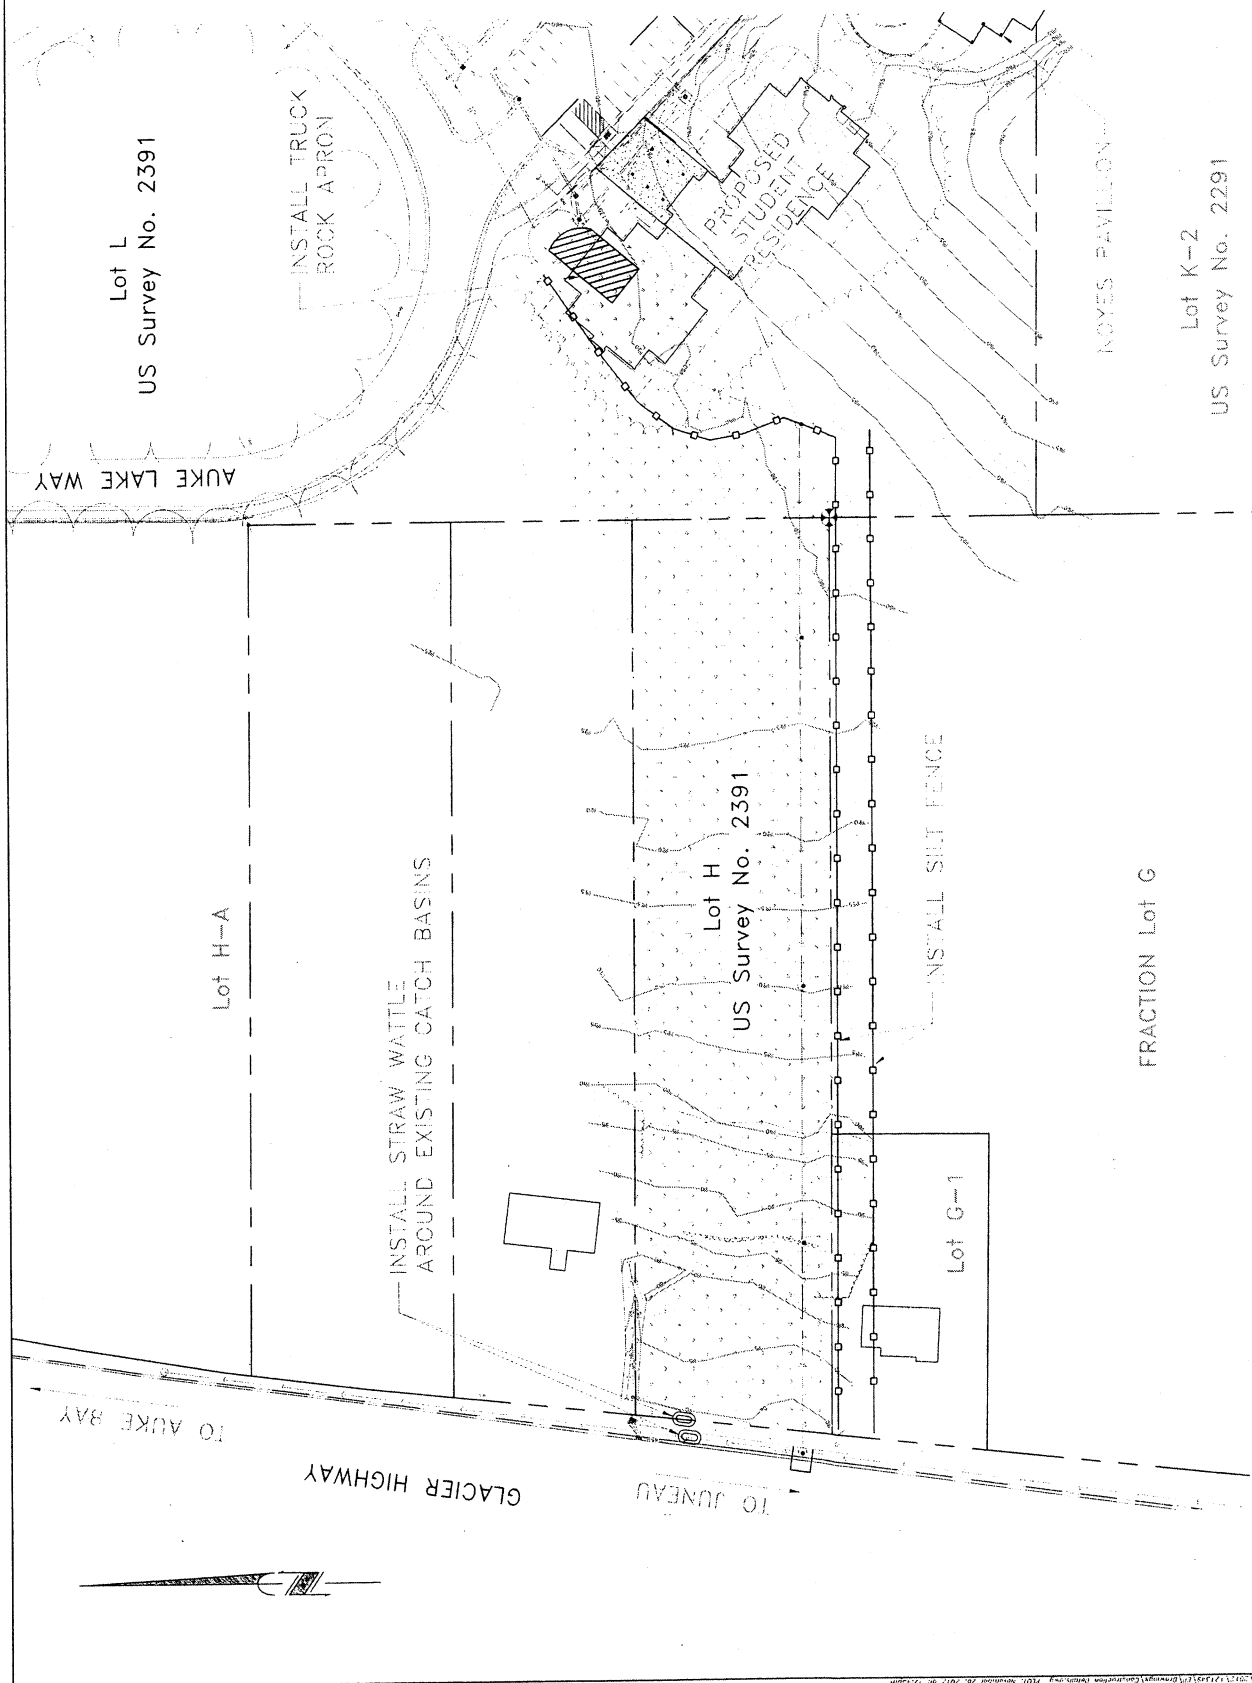 Lot L
US Survey No. 2391
INSTALL TRUCK
ROCK APRON
AUKE LAKE WAY
PROPOSED
STUDENT
RESIDENCE
NOYES PAVILION
Lot K-2
US Survey No. 2291
Lot H-A
INSTALL STRAW WATTLE
AROUND EXISTING CATCH BASINS
Lot H
US Survey No. 2391
INSTALL SILT FENCE
FRACTION Lot G
Lot G-1
TO AUKE BAY
GLACIER HIGHWAY
TO JUNEAU